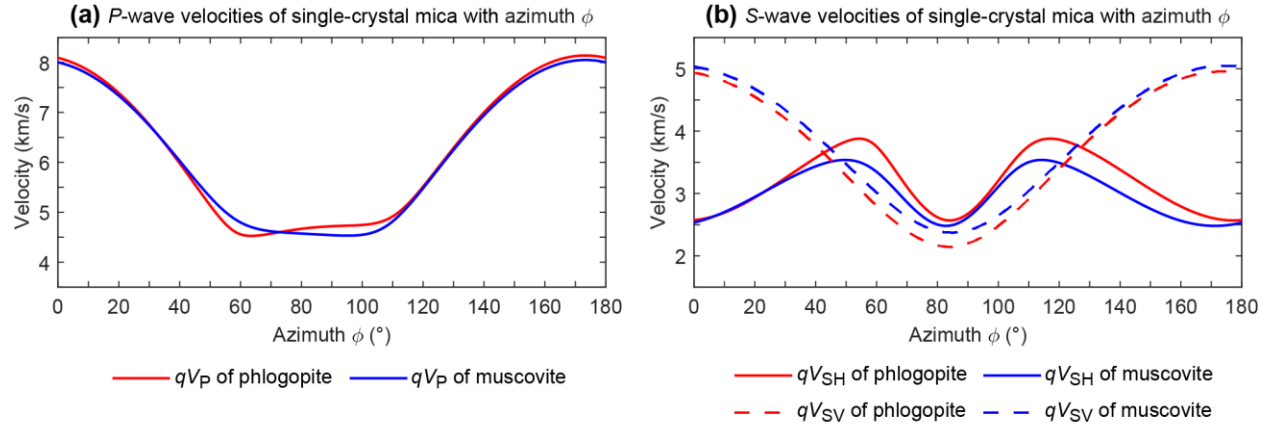 (a) P-wave velocities of single-crystal mica with azimuth ϕ
8
7
6
5
4
Velocity (km/s)
0 20 40 60 80 100 120 140 160 180
Azimuth ϕ (°)
qVP of phlogopite qVP of muscovite
(b) S-wave velocities of single-crystal mica with azimuth ϕ
5
4
3
2
Velocity (km/s)
0 20 40 60 80 100 120 140 160 180
Azimuth ϕ (°)
qVSH of phlogopite qVSH of muscovite
qVSV of phlogopite qVSV of muscovite